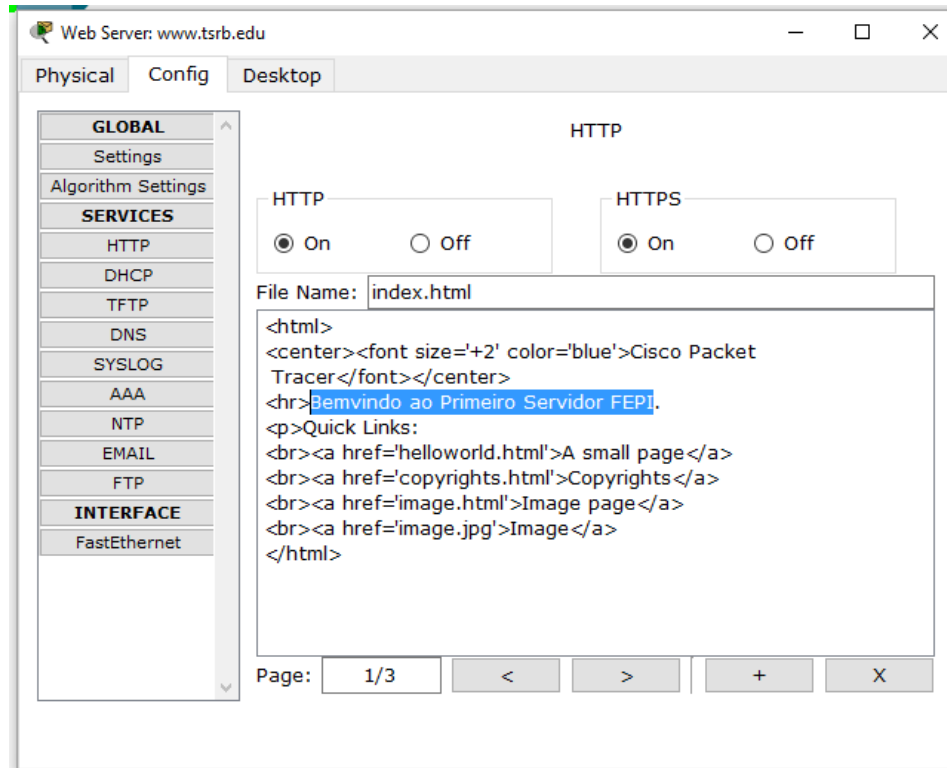 Web Server: www.tsrb.edu
Physical Config Desktop
GLOBAL
Settings
Algorithm Settings
SERVICES
HTTP
DHCP
TFTP
DNS
SYSLOG
AAA
NTP
EMAIL
FTP
INTERFACE
FastEthernet
HTTP
HTTP
On Off
HTTPS
On Off
File Name: index.html
<html>
<center><font size='+2' color='blue'>Cisco Packet
Tracer</font></center>
<hr>Bemvindo ao Primeiro Servidor FEPI.
<p>Quick Links:
<br><a href='helloworld.html'>A small page</a>
<br><a href='copyrights.html'>Copyrights</a>
<br><a href='image.html'>Image page</a>
<br><a href='image.jpg'>Image</a>
</html>
Page: 1/3 < > + X